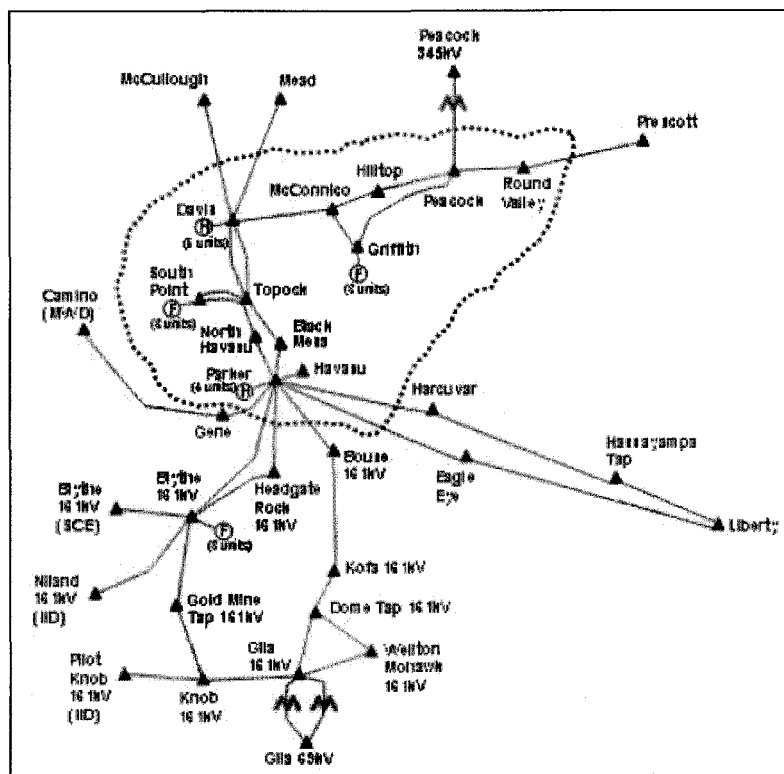 Peacock
345kV
McCullough
Mead
Prescott
Hilltop
McConnico
Round
Valley
Peacock
Davis
H
(5 units)
Griffith
F
(3 units)
South
Point
F
(3 units)
Topock
Camino
(MWD)
North
Havasu
Black
Mesa
Parker
(4 units)
H
Havasu
Harcuvar
Gene
Bouse
161kV
Eagle
Eye
Hassayampa
Tap
Liberty
Blythe
161kV
(SCE)
Blythe
161kV
Headgate
Rock
161kV
F
Niland
161kV
(IID)
Kofa 161kV
Gold Mine
Tap 161kV
Dome Tap 161kV
Pilot
Knob
161kV
(IID)
Gila
161kV
Wellton
Mohawk
161kV
Knob
161kV
Gila 69kV